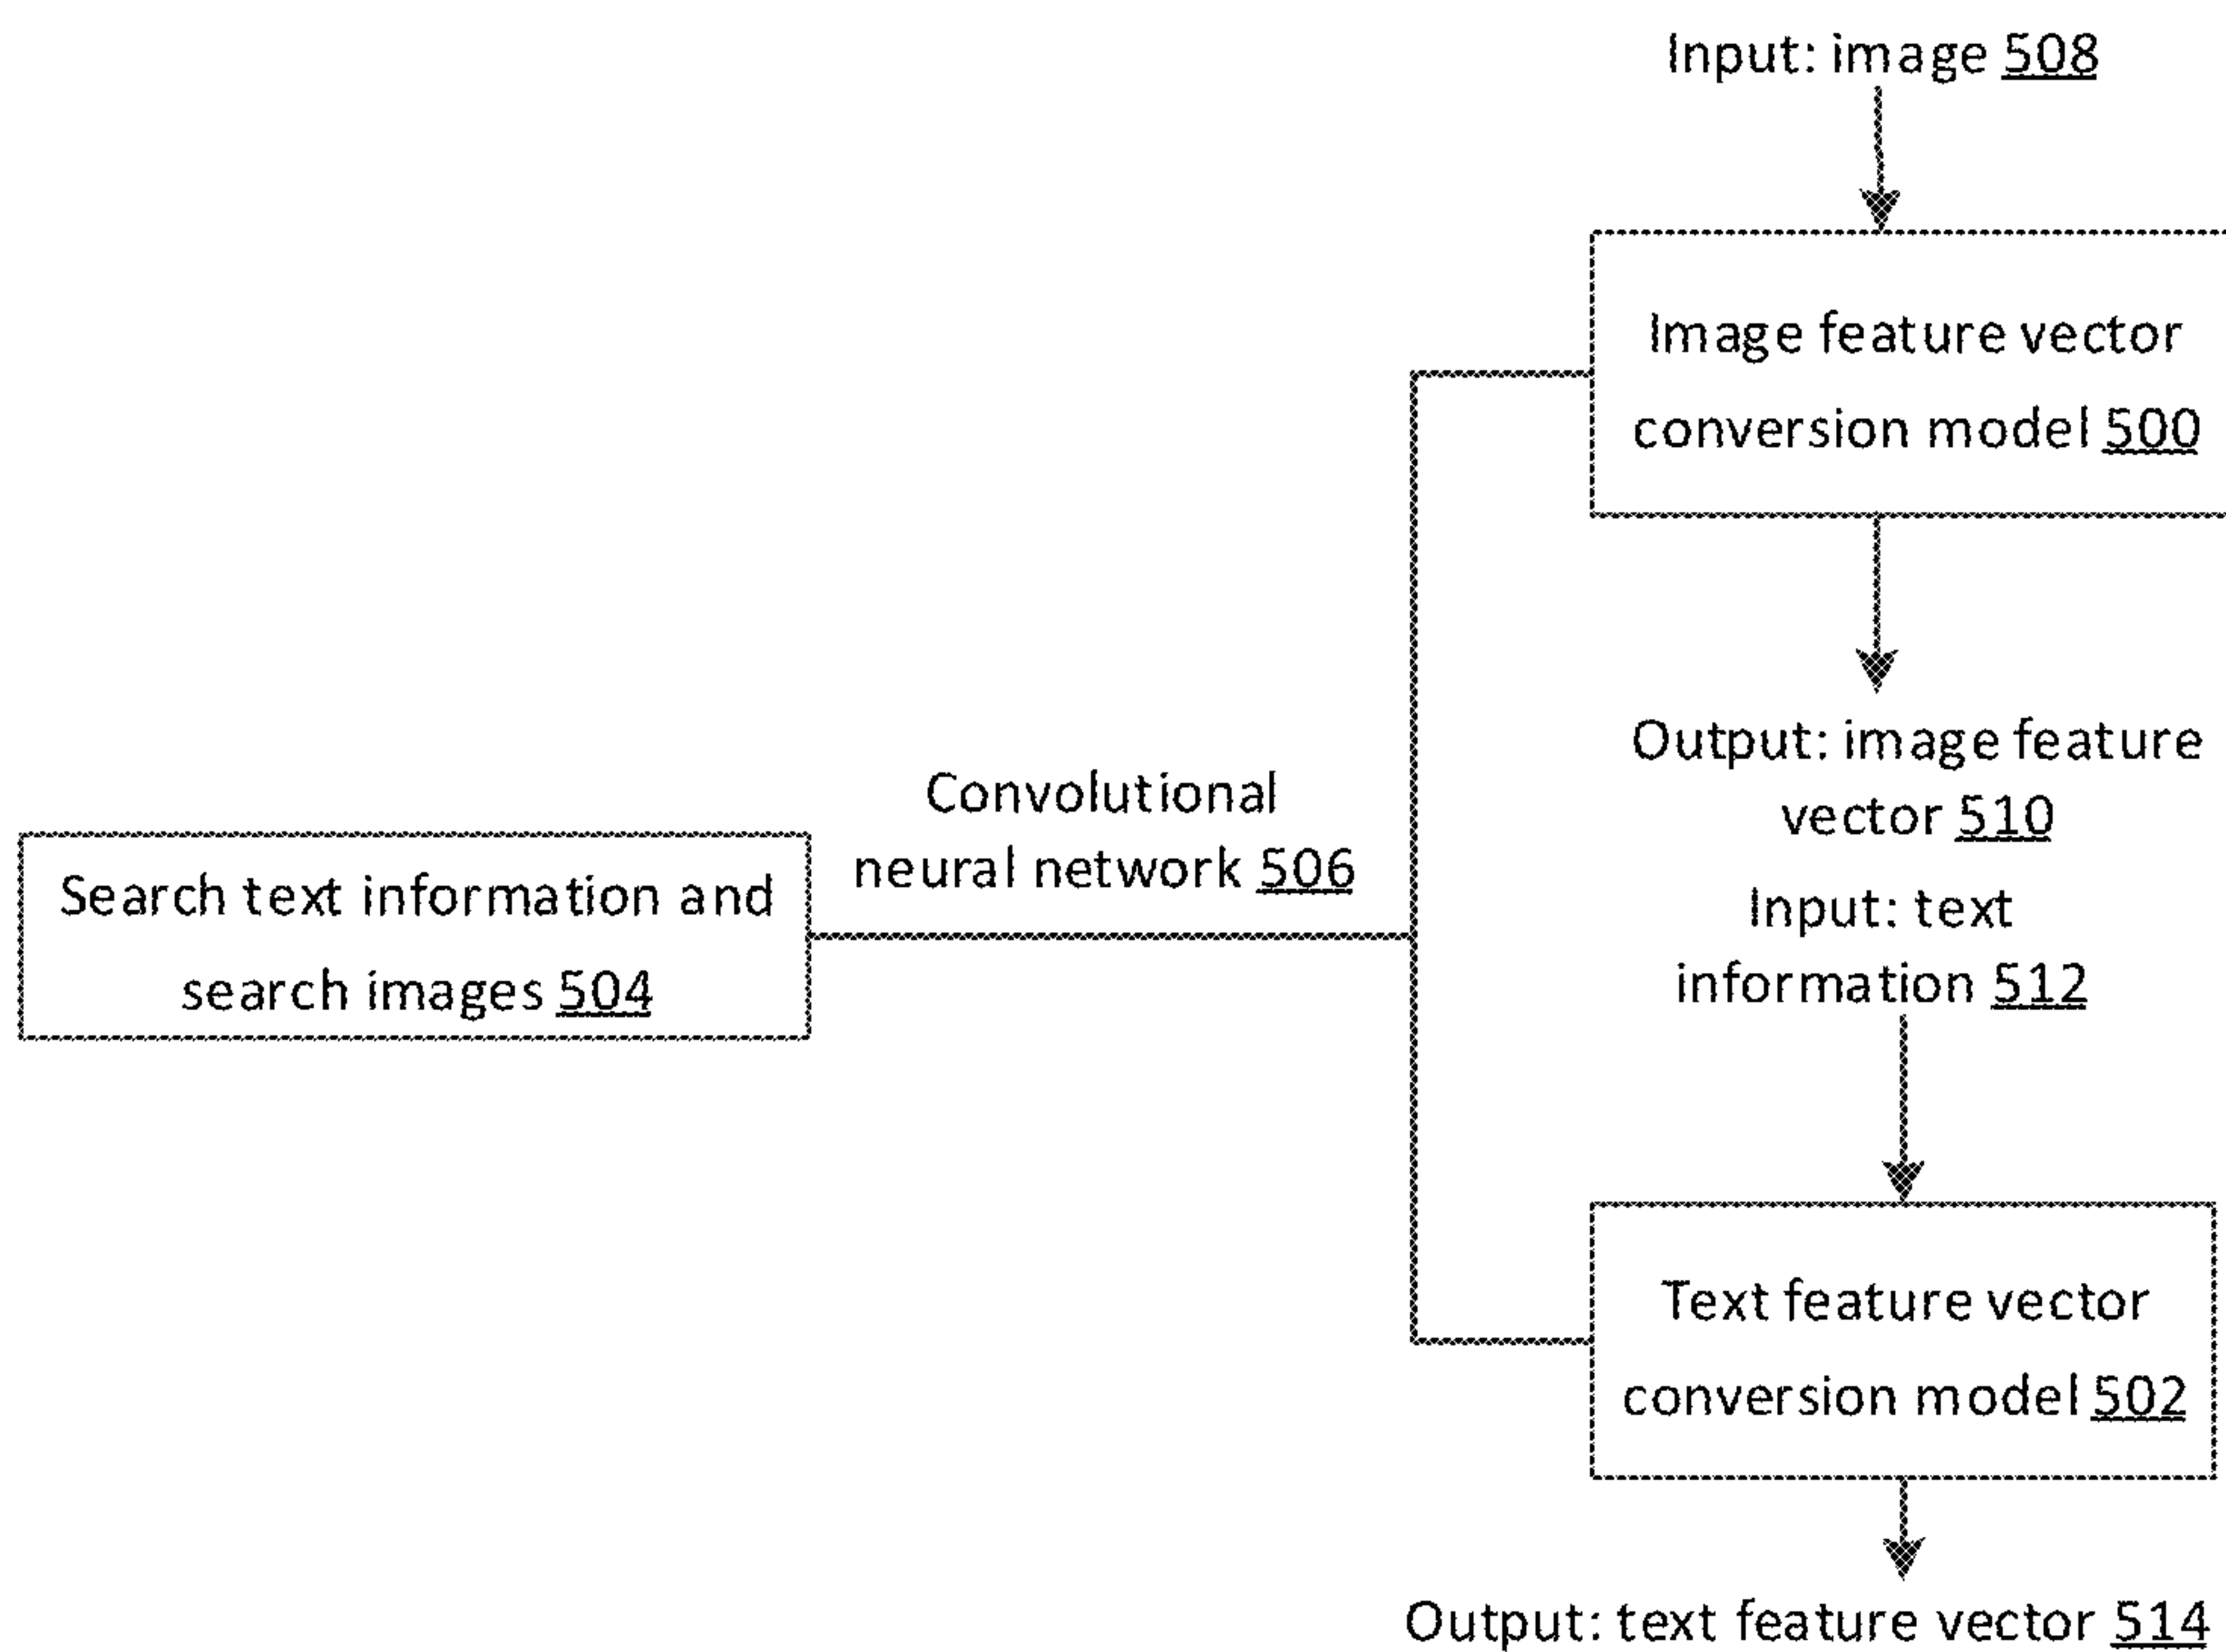 Input: image 508
Image feature vector
conversion model 500
Output: image feature
vector 510
Convolutional
neural network 506
Search text information and
search images 504
Input: text
information 512
Text feature vector
conversion model 502
Output: text feature vector 514